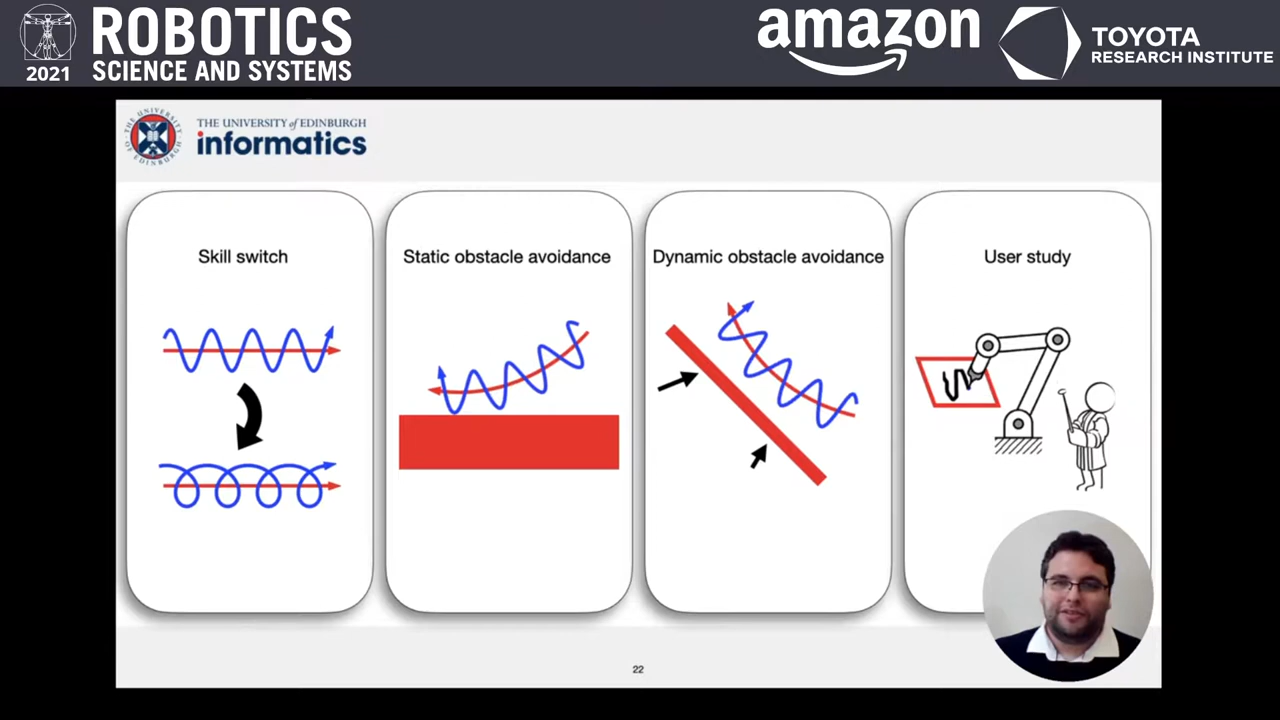 ROBOTICS
SCIENCE AND SYSTEMS
2021
amazon
TOYOTA
RESEARCH INSTITUTE
THE UNIVERSITY of EDINBURGH
informatics
Skill switch
Static obstacle avoidance
Dynamic obstacle avoidance
User study
22